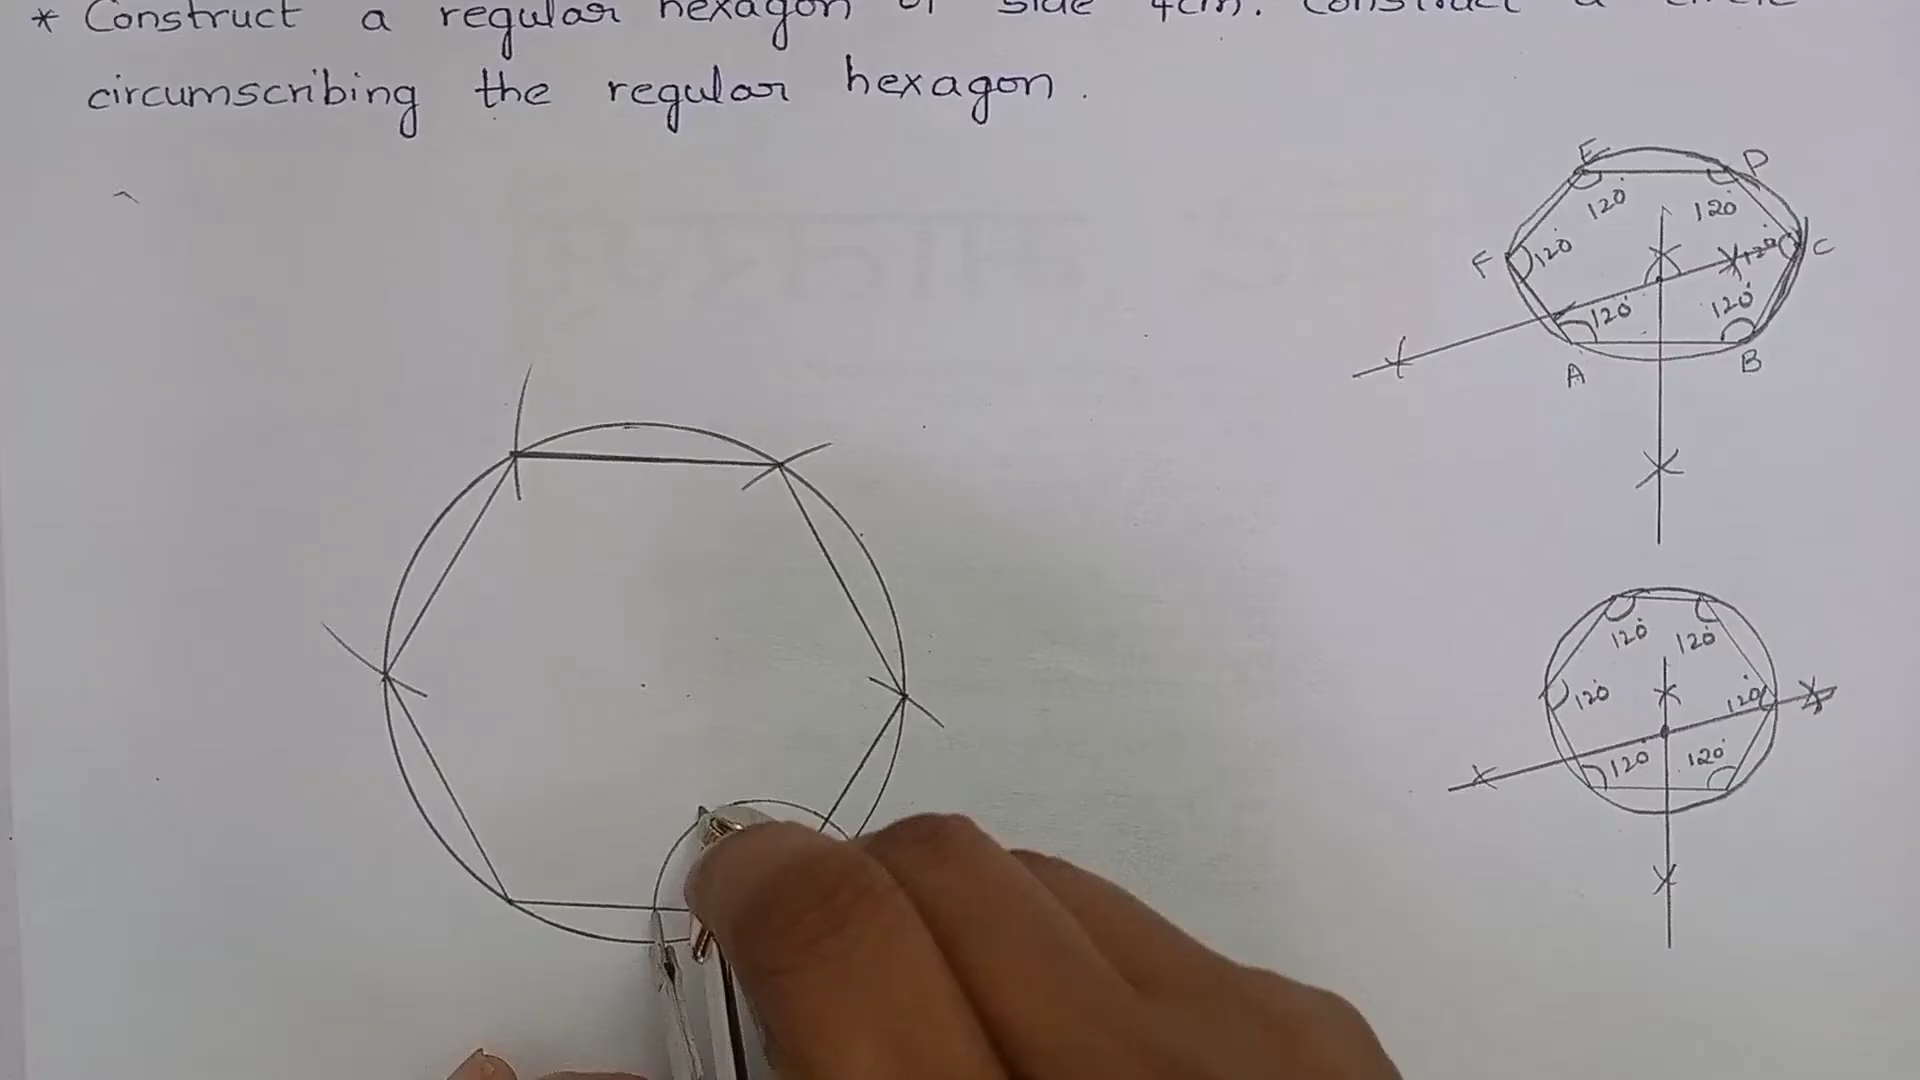 * Construct a regular hexagon of side 4cm. Construct a circle
circumscribing the regular hexagon.
E D
120° 120°
F 120° 120° C
120° 120°
A B
120° 120°
120° 120°
120° 120°